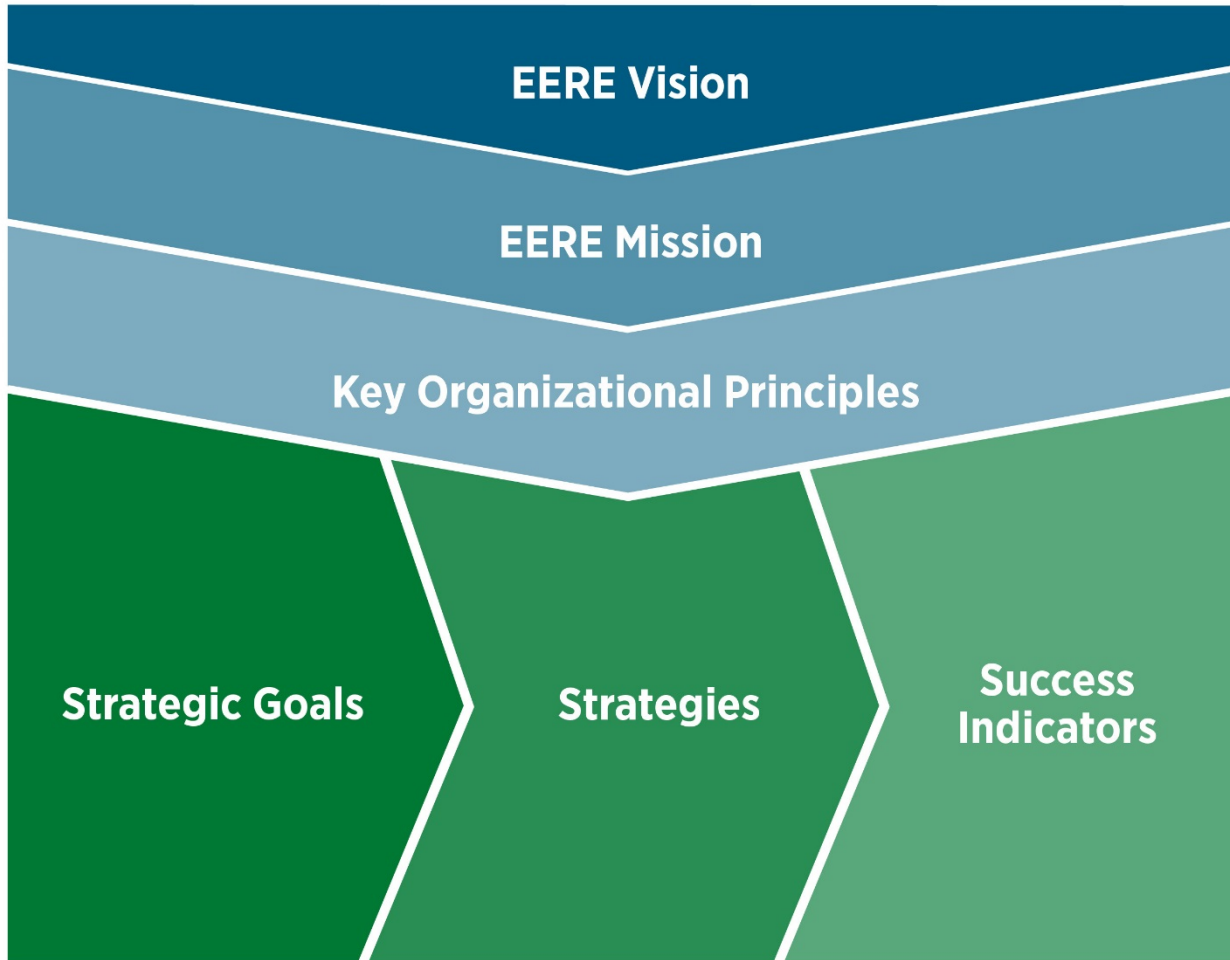 EERE Vision
EERE Mission
Key Organizational Principles
Strategic Goals
Strategies
Success
Indicators